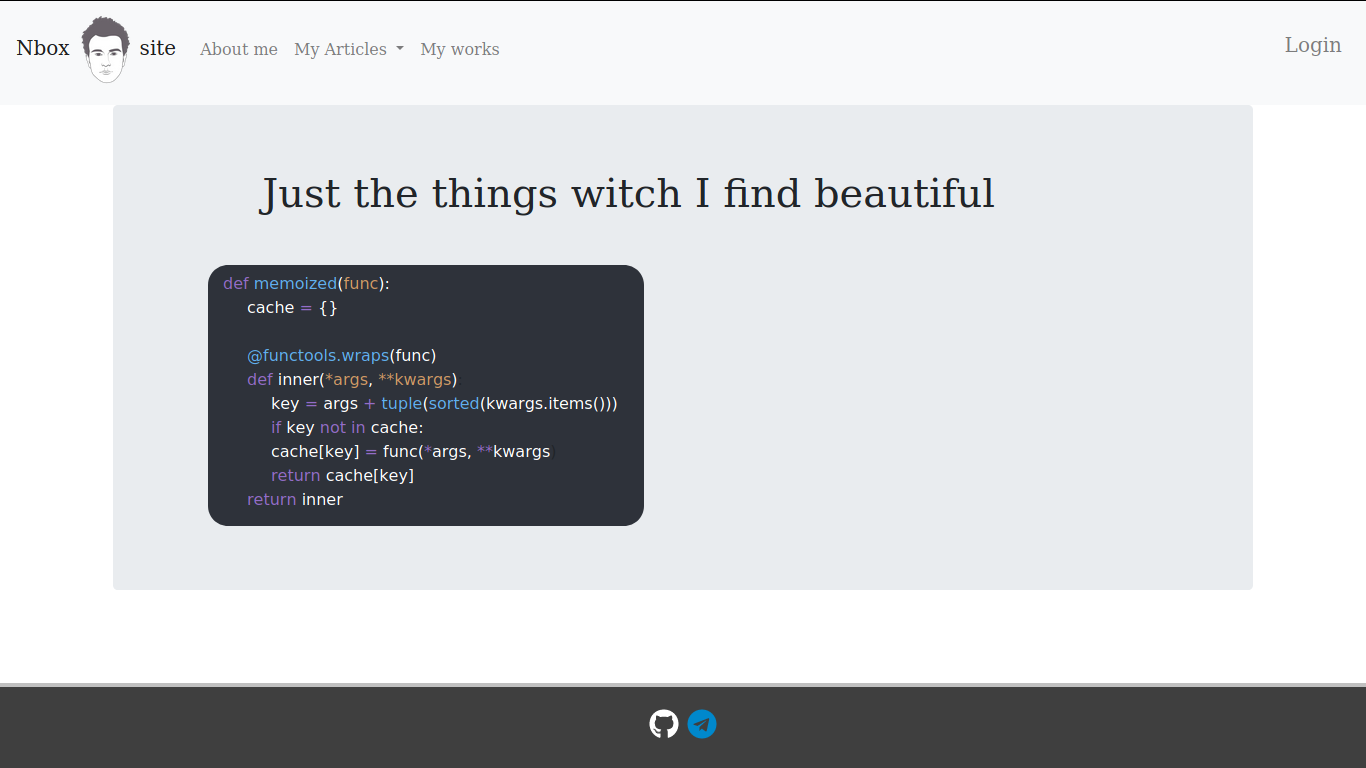 Nbox site About me My Articles My works Login
Just the things witch I find beautiful
def memoized(func):
cache = {}
@functools.wraps(func)
def inner(*args, **kwargs)
key = args + tuple(sorted(kwargs.items()))
if key not in cache:
cache[key] = func(*args, **kwargs
return cache[key]
return inner